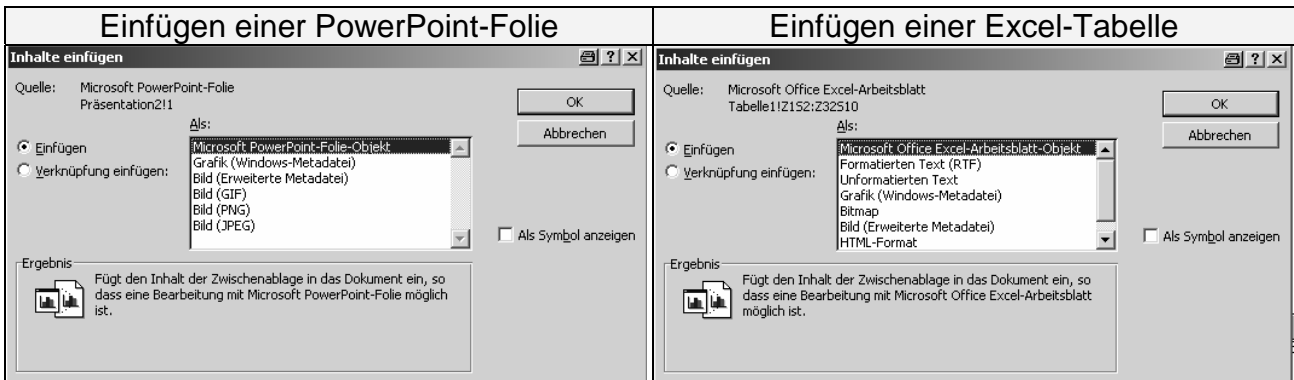 Einfügen einer PowerPoint-Folie
Inhalte einfügen
Quelle: Microsoft PowerPoint-Folie
Präsentation2!1
Als:
Einfügen
Verknüpfung einfügen:
Microsoft PowerPoint-Folie-Objekt
Grafik (Windows-Metadatei)
Bild (Erweiterte Metadatei)
Bild (GIF)
Bild (PNG)
Bild (JPEG)
OK
Abbrechen
Als Symbol anzeigen
Ergebnis
Fügt den Inhalt der Zwischenablage in das Dokument ein, so
dass eine Bearbeitung mit Microsoft PowerPoint-Folie möglich
ist.
Einfügen einer Excel-Tabelle
Inhalte einfügen
Quelle: Microsoft Office Excel-Arbeitsblatt
Tabelle1!Z1S2:Z32S10
Als:
Einfügen
Verknüpfung einfügen:
Microsoft Office Excel-Arbeitsblatt-Objekt
Formatierten Text (RTF)
Unformatierten Text
Grafik (Windows-Metadatei)
Bitmap
Bild (Erweiterte Metadatei)
HTML-Format
OK
Abbrechen
Als Symbol anzeigen
Ergebnis
Fügt den Inhalt der Zwischenablage in das Dokument ein, so
dass eine Bearbeitung mit Microsoft Office Excel-Arbeitsblatt
möglich ist.